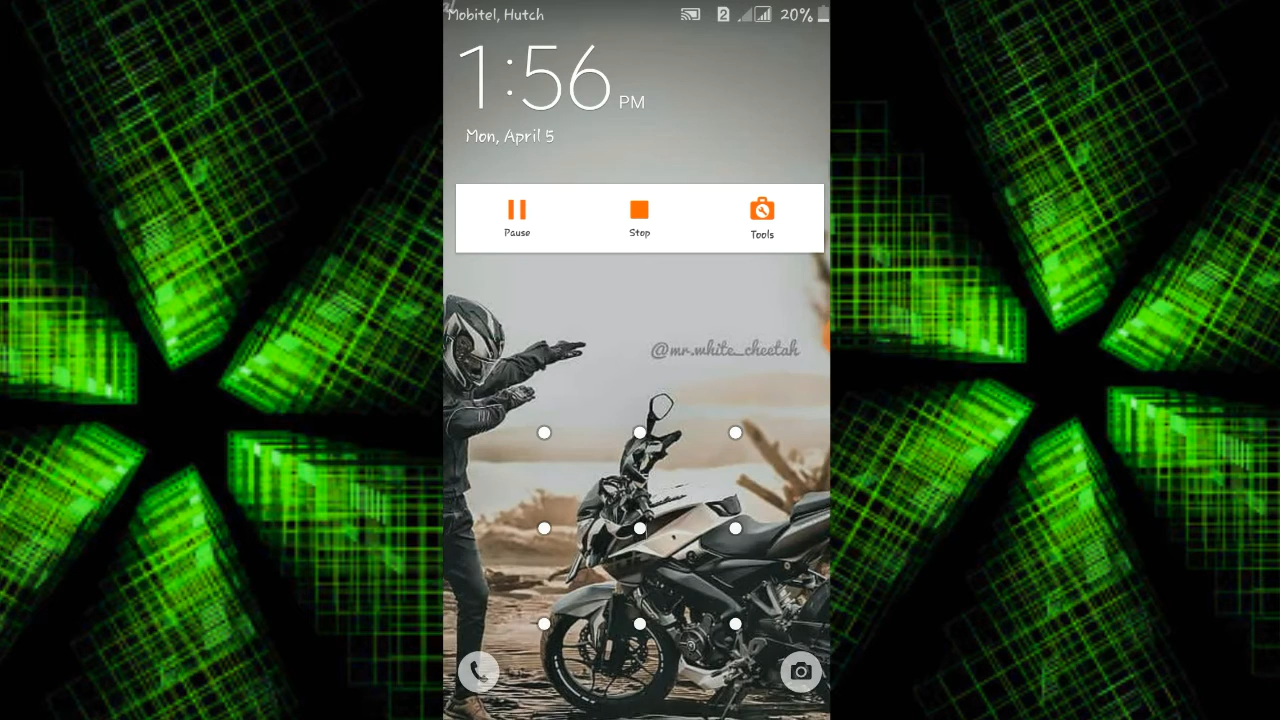 Mobitel, Hutch 2 20%
1:56 PM
Mon, April 5
Pause Stop Tools
@mr.white_cheetah